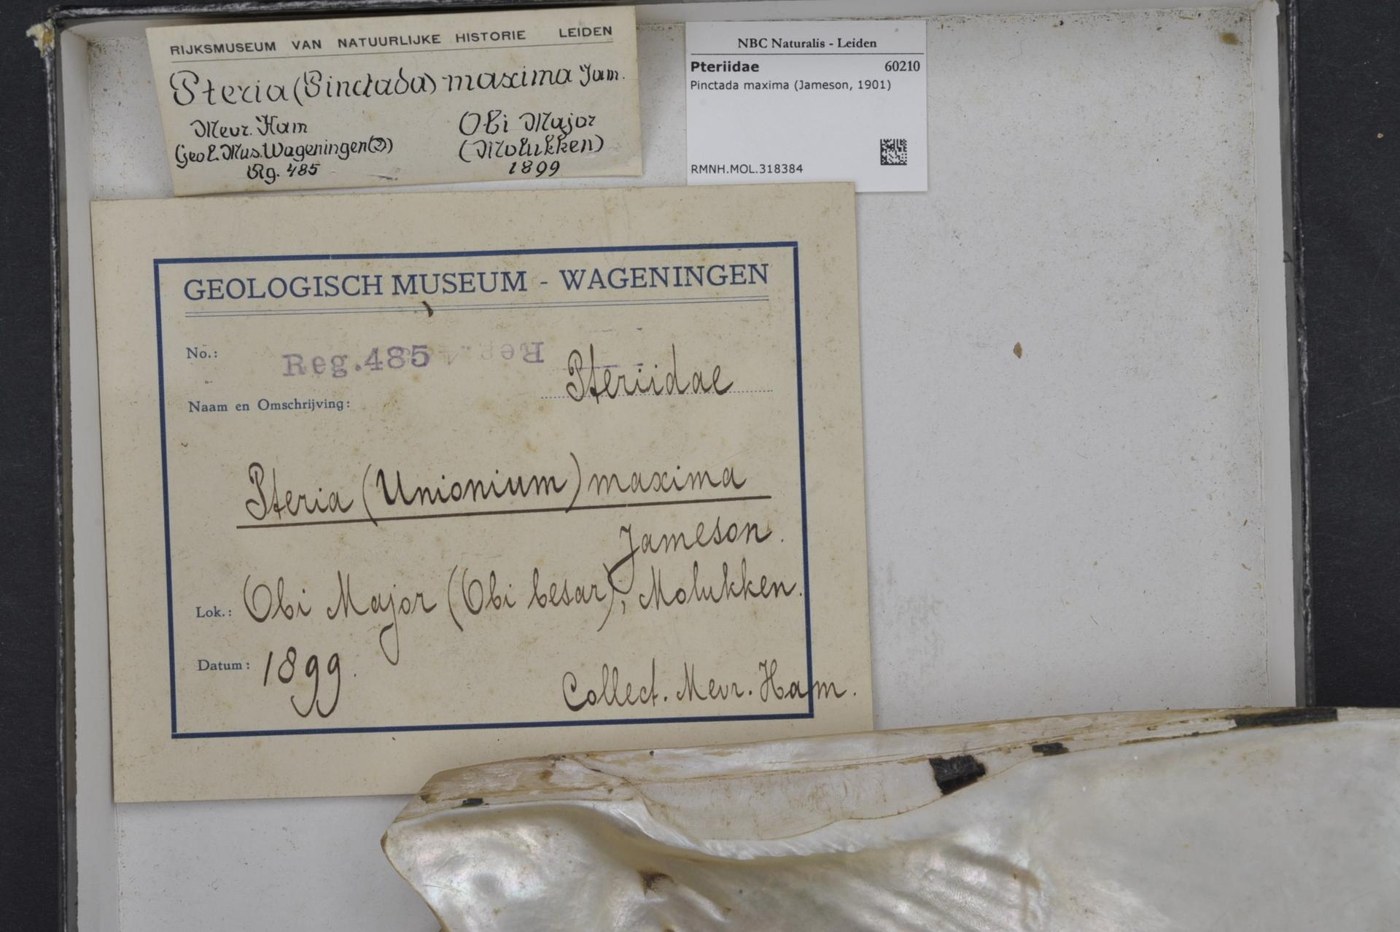 RIJKSMUSEUM VAN NATUURLIJKE HISTORIE LEIDEN
Pteria (Pinctada) maxima Jam.
Mevr. Ham
Geol. Mus. Wageningen(?)
Rg. 485
Obi Major
(Molukken)
1899
NBC Naturalis - Leiden
Pteriidae 60210
Pinctada maxima (Jameson, 1901)
RMNH.MOL.318384
GEOLOGISCH MUSEUM - WAGENINGEN
No.: Reg.485
Pteriidae
Naam en Omschrijving:
Pteria (Unionium) maxima
Jameson.
Lok.: Obi Major (Obi besar), Molukken.
Datum: 1899.
Collect. Mevr. Ham.